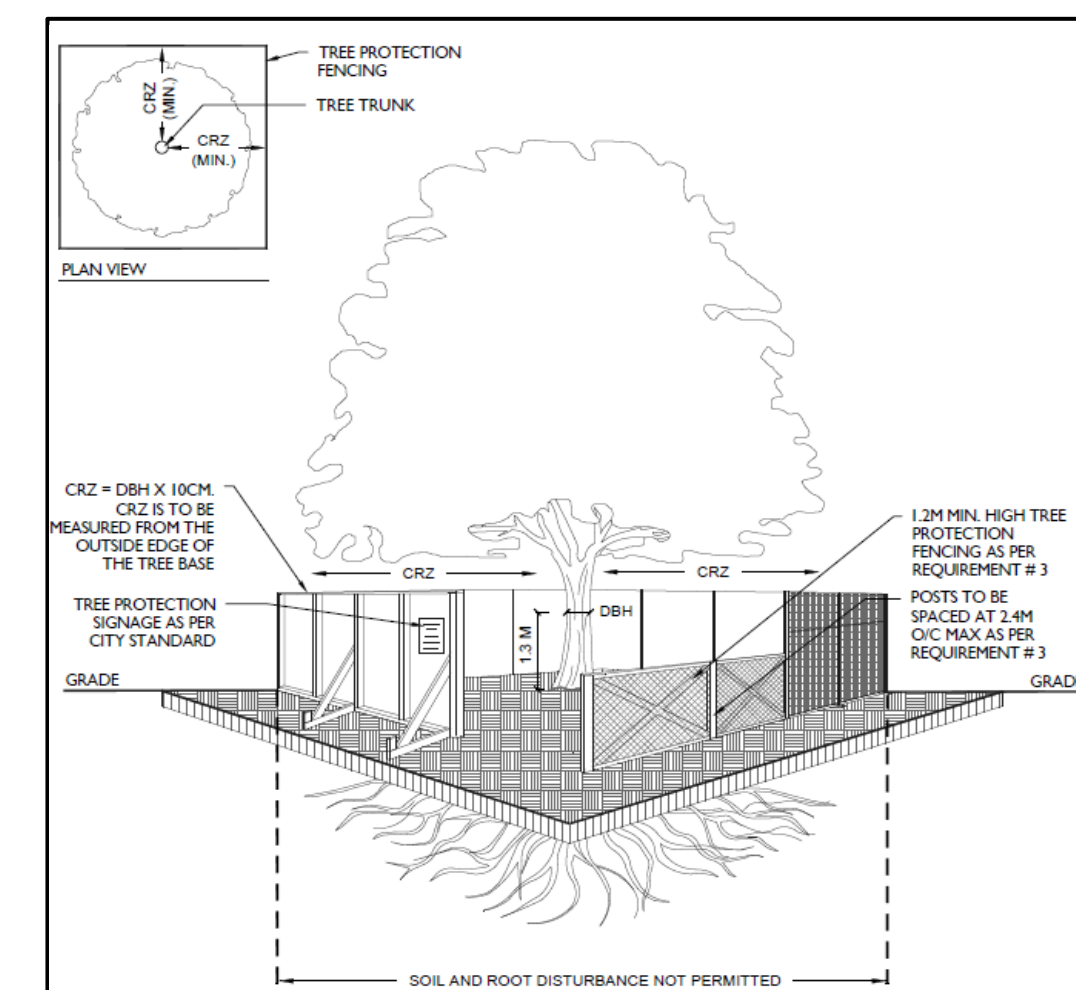 TREE PROTECTION
FENCING
TREE TRUNK
CRZ
(MIN.)
CRZ
(MIN.)
PLAN VIEW
CRZ = DBH X 10CM.
CRZ IS TO BE
MEASURED FROM THE
OUTSIDE EDGE OF
THE TREE BASE
TREE PROTECTION
SIGNAGE AS PER
CITY STANDARD
GRADE
CRZ
CRZ
DBH
1.3 M
1.2M MIN. HIGH TREE
PROTECTION
FENCING AS PER
REQUIREMENT # 3
POSTS TO BE
SPACED AT 2.4M
O/C MAX AS PER
REQUIREMENT # 3
GRAD
SOIL AND ROOT DISTURBANCE NOT PERMITTED